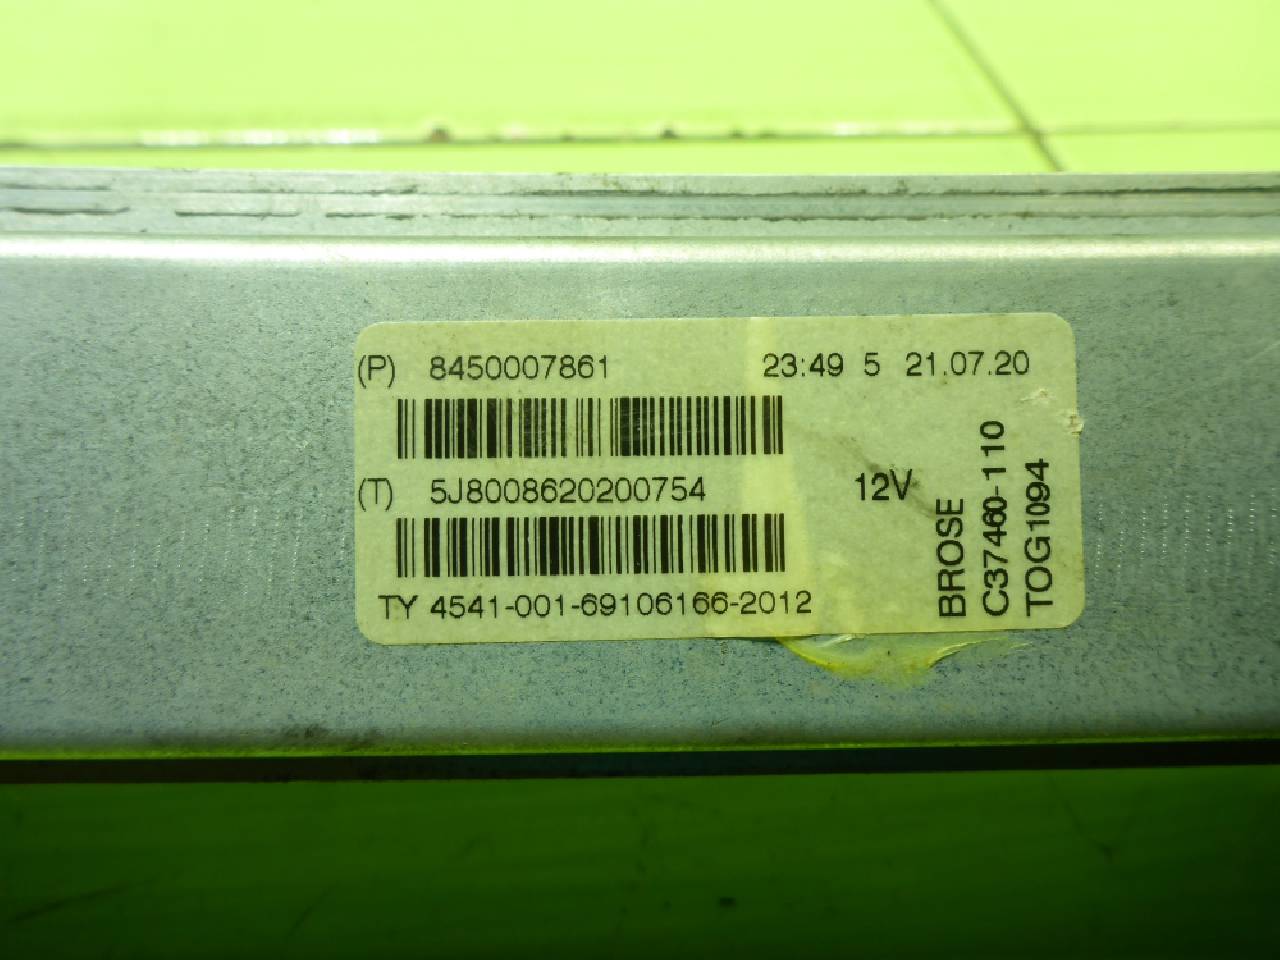 (P) 8450007861 23:49 5 21.07.20
(T) 5J8008620200754
12V
TY 4541-001-69106166-2012
BROSE
C37460-110
TOG1094